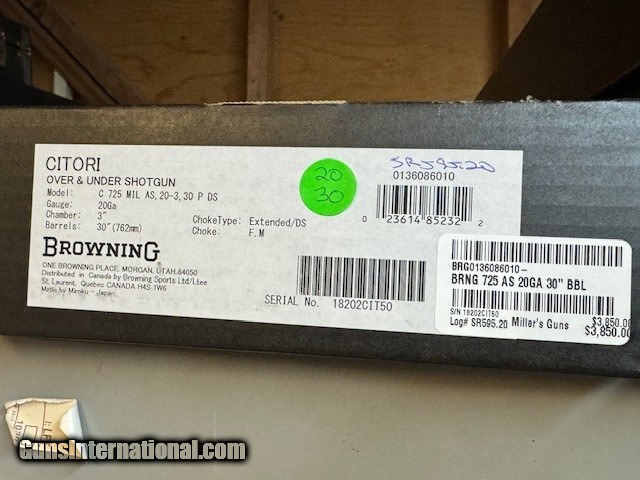 CITORI
OVER & UNDER SHOTGUN
Model: C 725 MIL AS, 20-3, 30 P DS
Gauge: 20Ga
Chamber: 3"
Barrels: 30"(762mm)
ChokeType: Extended/DS
Choke: F.M
BROWNING
ONE BROWNING PLACE, MORGAN, UTAH, 84050
Distributed in Canada by Browning Sports Ltd/Ltee
St. Laurent, Quebec CANADA H4S 1W6
Made by Miroku - Japan
20
30
SR595.20
0136086010
0 23614 85232 2
SERIAL No. 18202CIT50
BRG0136086010-
BRNG 725 AS 20GA 30" BBL
S/N 18202CIT50
Log# SR595.20 Miller's Guns
$3,850.00
$3,850.00
GunsInternational.com